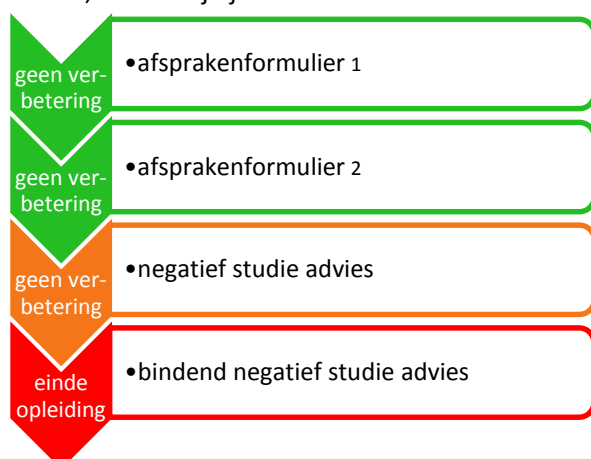 geen ver-
betering
•afsprakenformulier 1
geen ver-
betering
•afsprakenformulier 2
geen ver-
betering
•negatief studie advies
einde
opleiding
•bindend negatief studie advies